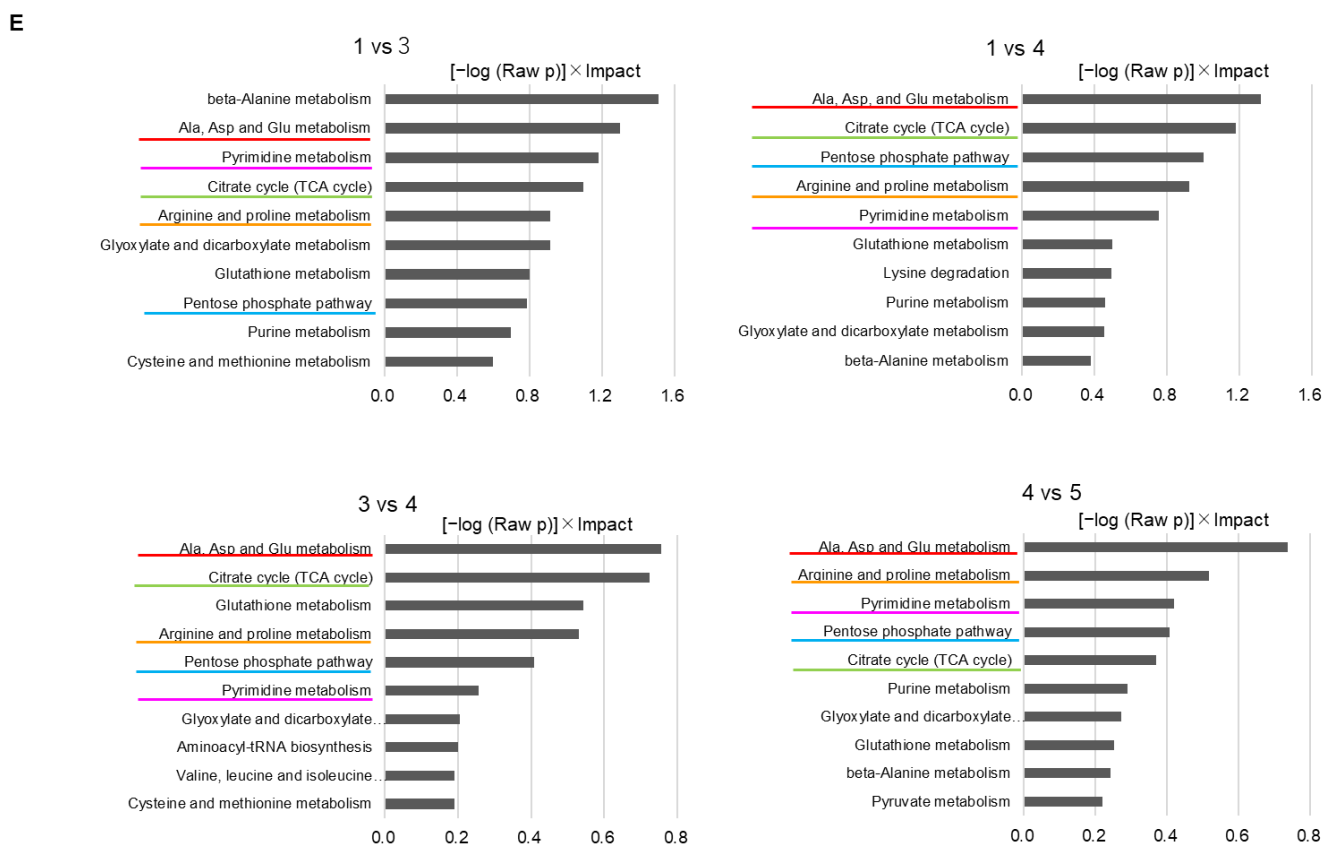 E
1 vs 3
[−log (Raw p)]×Impact
beta-Alanine metabolism
Ala, Asp and Glu metabolism
Pyrimidine metabolism
Citrate cycle (TCA cycle)
Arginine and proline metabolism
Glyoxylate and dicarboxylate metabolism
Glutathione metabolism
Pentose phosphate pathway
Purine metabolism
Cysteine and methionine metabolism
0.0 0.4 0.8 1.2 1.6
1 vs 4
[−log (Raw p)]×Impact
Ala, Asp, and Glu metabolism
Citrate cycle (TCA cycle)
Pentose phosphate pathway
Arginine and proline metabolism
Pyrimidine metabolism
Glutathione metabolism
Lysine degradation
Purine metabolism
Glyoxylate and dicarboxylate metabolism
beta-Alanine metabolism
0.0 0.4 0.8 1.2 1.6
3 vs 4
[−log (Raw p)]×Impact
Ala, Asp and Glu metabolism
Citrate cycle (TCA cycle)
Glutathione metabolism
Arginine and proline metabolism
Pentose phosphate pathway
Pyrimidine metabolism
Glyoxylate and dicarboxylate…
Aminoacyl-tRNA biosynthesis
Valine, leucine and isoleucine…
Cysteine and methionine metabolism
0.0 0.2 0.4 0.6 0.8
4 vs 5
[−log (Raw p)]×Impact
Ala, Asp and Glu metabolism
Arginine and proline metabolism
Pyrimidine metabolism
Pentose phosphate pathway
Citrate cycle (TCA cycle)
Purine metabolism
Glyoxylate and dicarboxylate…
Glutathione metabolism
beta-Alanine metabolism
Pyruvate metabolism
0.0 0.2 0.4 0.6 0.8